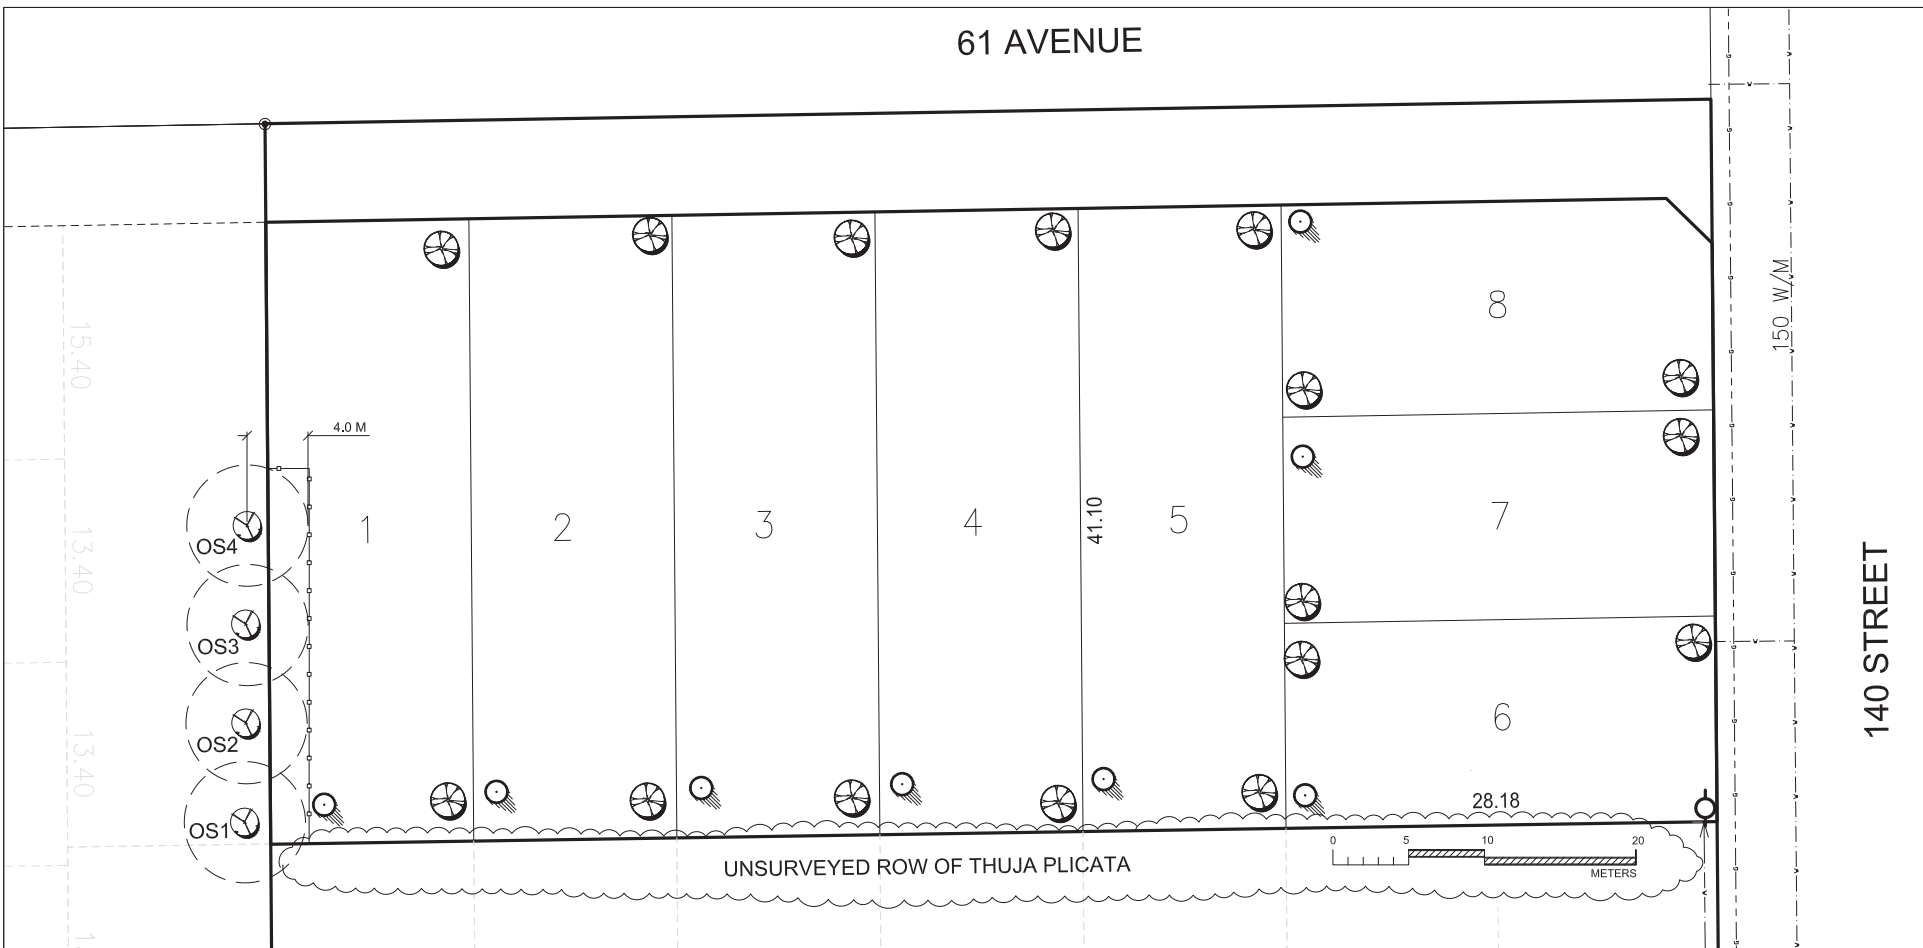 61 AVENUE
150 W/M
8
15.40
4.0 M
1
2
3
4
41.10
5
7
OS4
13.40
140 STREET
OS3
6
OS2
13.40
28.18
OS1
0 5 10 20
METERS
UNSURVEYED ROW OF THUJA PLICATA